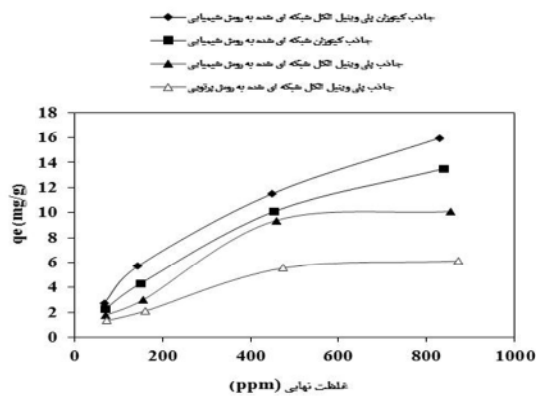 جاذب کیتوزان پلی وینیل الکل شبکه ای شده به روش شیمیایی
جاذب کیتوزان شبکه ای شده به روش شیمیایی
جاذب پلی وینیل الکل شبکه ای شده به روش شیمیایی
جاذب پلی وینیل الکل شبکه ای شده به روش پرتویی
qe (mg/g)
18
16
14
12
10
8
6
4
2
0
0 200 400 600 800 1000
غلظت نهایی (ppm)